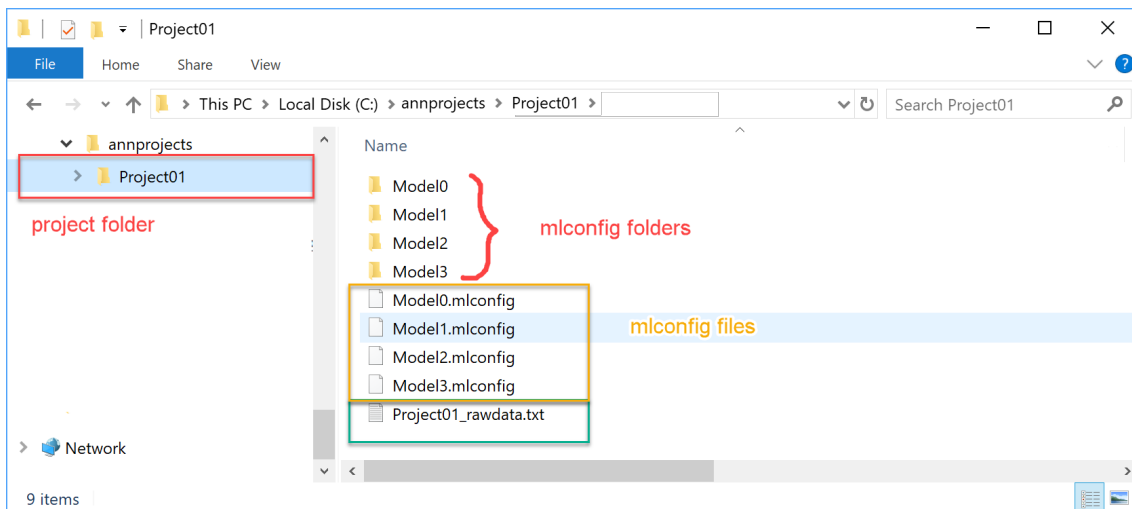 Project01
File Home Share View
This PC > Local Disk (C:) > annprojects > Project01 >
Search Project01
annprojects
Project01
project folder
Network
Name
Model0
Model1
Model2
Model3
mlconfig folders
Model0.mlconfig
Model1.mlconfig
Model2.mlconfig
Model3.mlconfig
mlconfig files
Project01_rawdata.txt
9 items